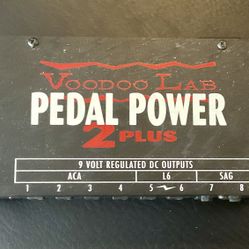 VOODOO LAB
PEDAL POWER
2 PLUS
9 VOLT REGULATED DC OUTPUTS
ACA L6 SAG
1 2 3 4 5 6 7 8